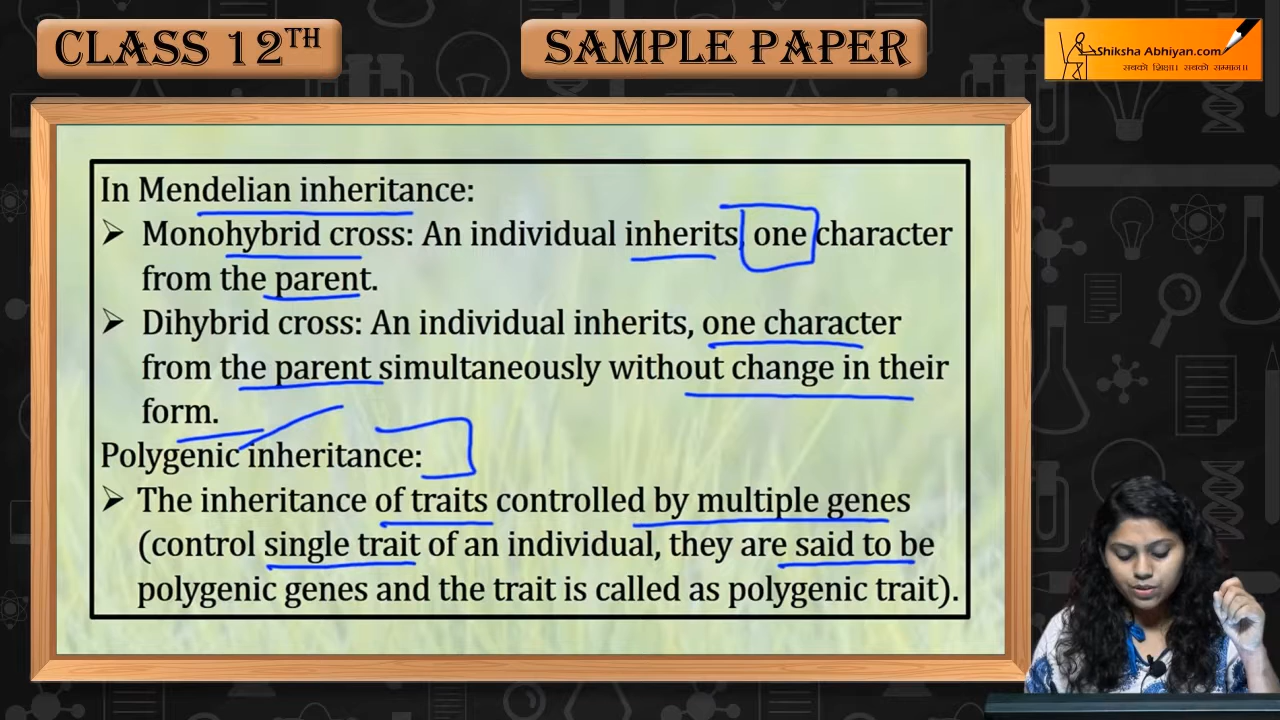 CLASS 12TH
SAMPLE PAPER
Shiksha Abhiyan.com
सबको शिक्षा। सबको सम्मान॥
In Mendelian inheritance:
➢ Monohybrid cross: An individual inherits, one character
from the parent.
➢ Dihybrid cross: An individual inherits, one character
from the parent simultaneously without change in their
form.
Polygenic inheritance:
➢ The inheritance of traits controlled by multiple genes
(control single trait of an individual, they are said to be
polygenic genes and the trait is called as polygenic trait).